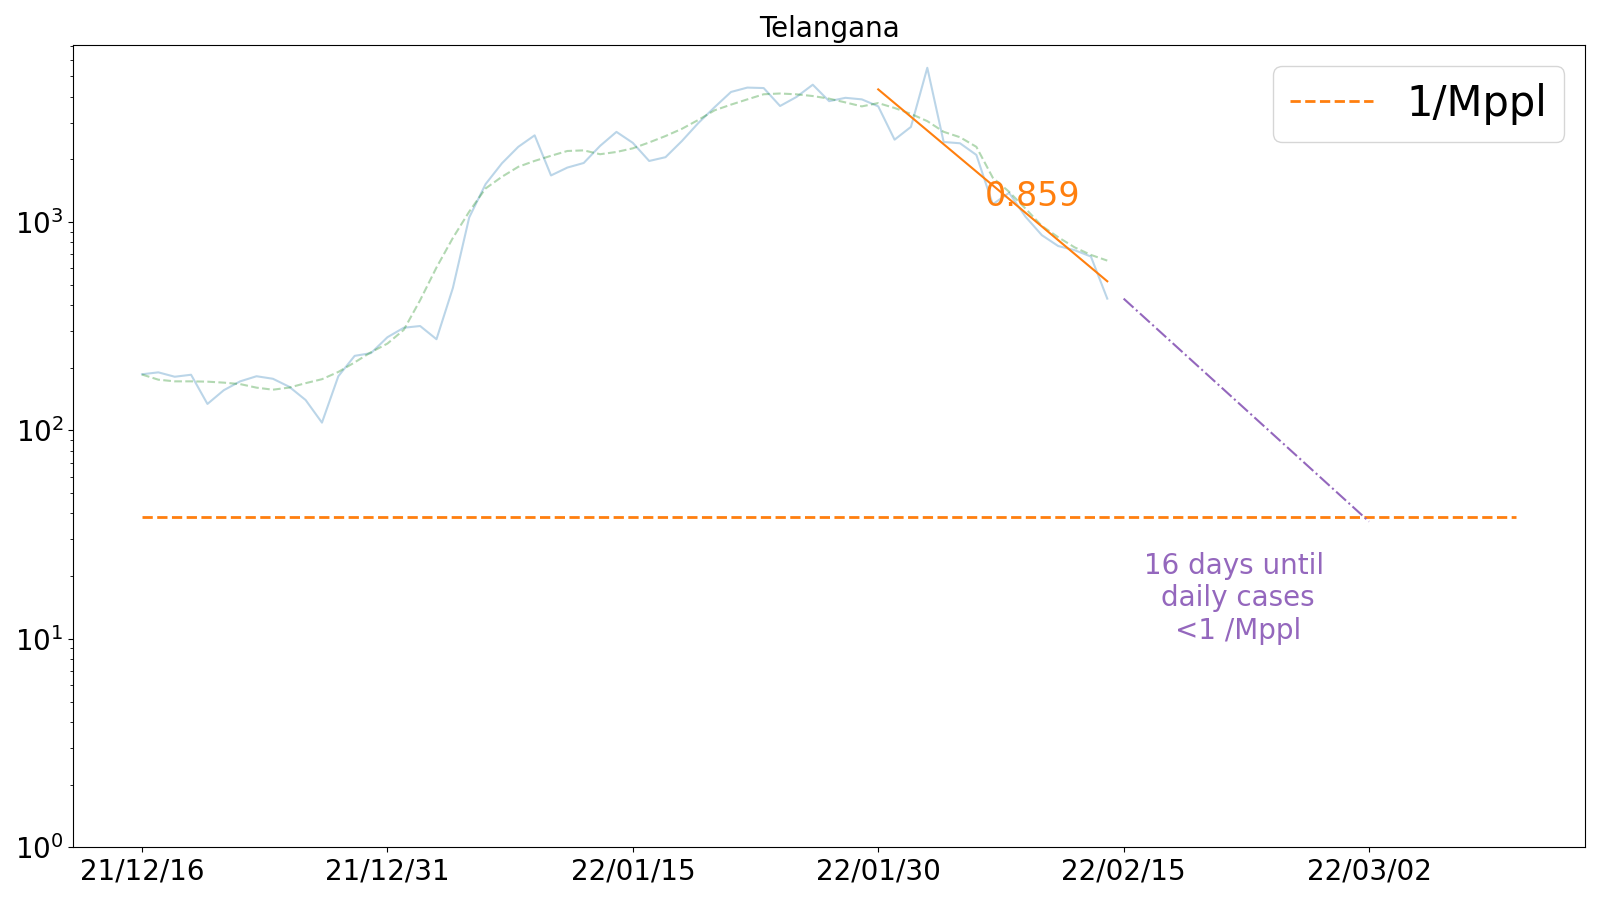 Telangana
1/Mppl
0.859
10³
10²
10¹
10⁰
16 days until
daily cases
<1 /Mppl
21/12/16 21/12/31 22/01/15 22/01/30 22/02/15 22/03/02